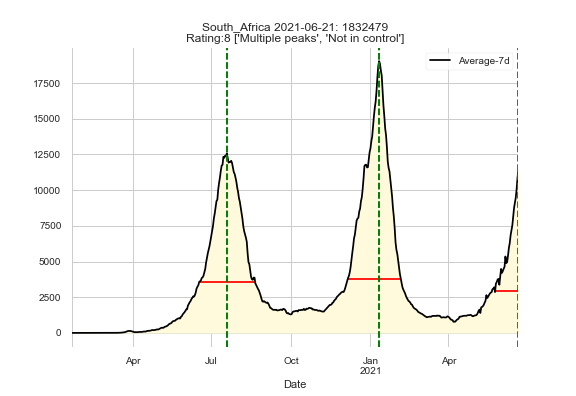 South_Africa 2021-06-21: 1832479
Rating:8 ['Multiple peaks', 'Not in control']
Average-7d
17500
15000
12500
10000
7500
5000
2500
0
Apr
Jul
Oct
Jan
2021
Apr
Date